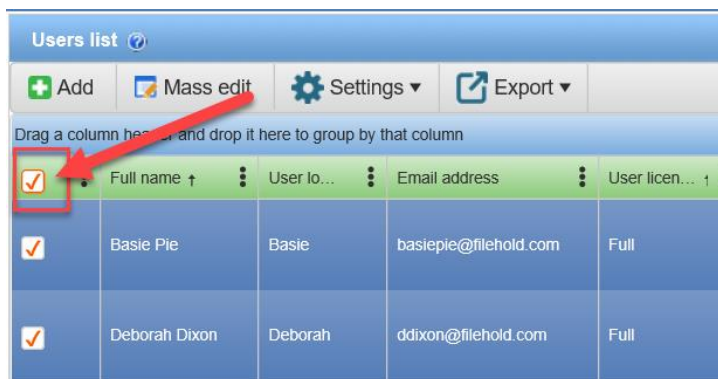 Users list ?
Add Mass edit Settings ▾ Export ▾
Drag a column header and drop it here to group by that column
Full name ↑ User lo... Email address User licen... ↑
Basie Pie Basie basiepie@filehold.com Full
Deborah Dixon Deborah ddixon@filehold.com Full